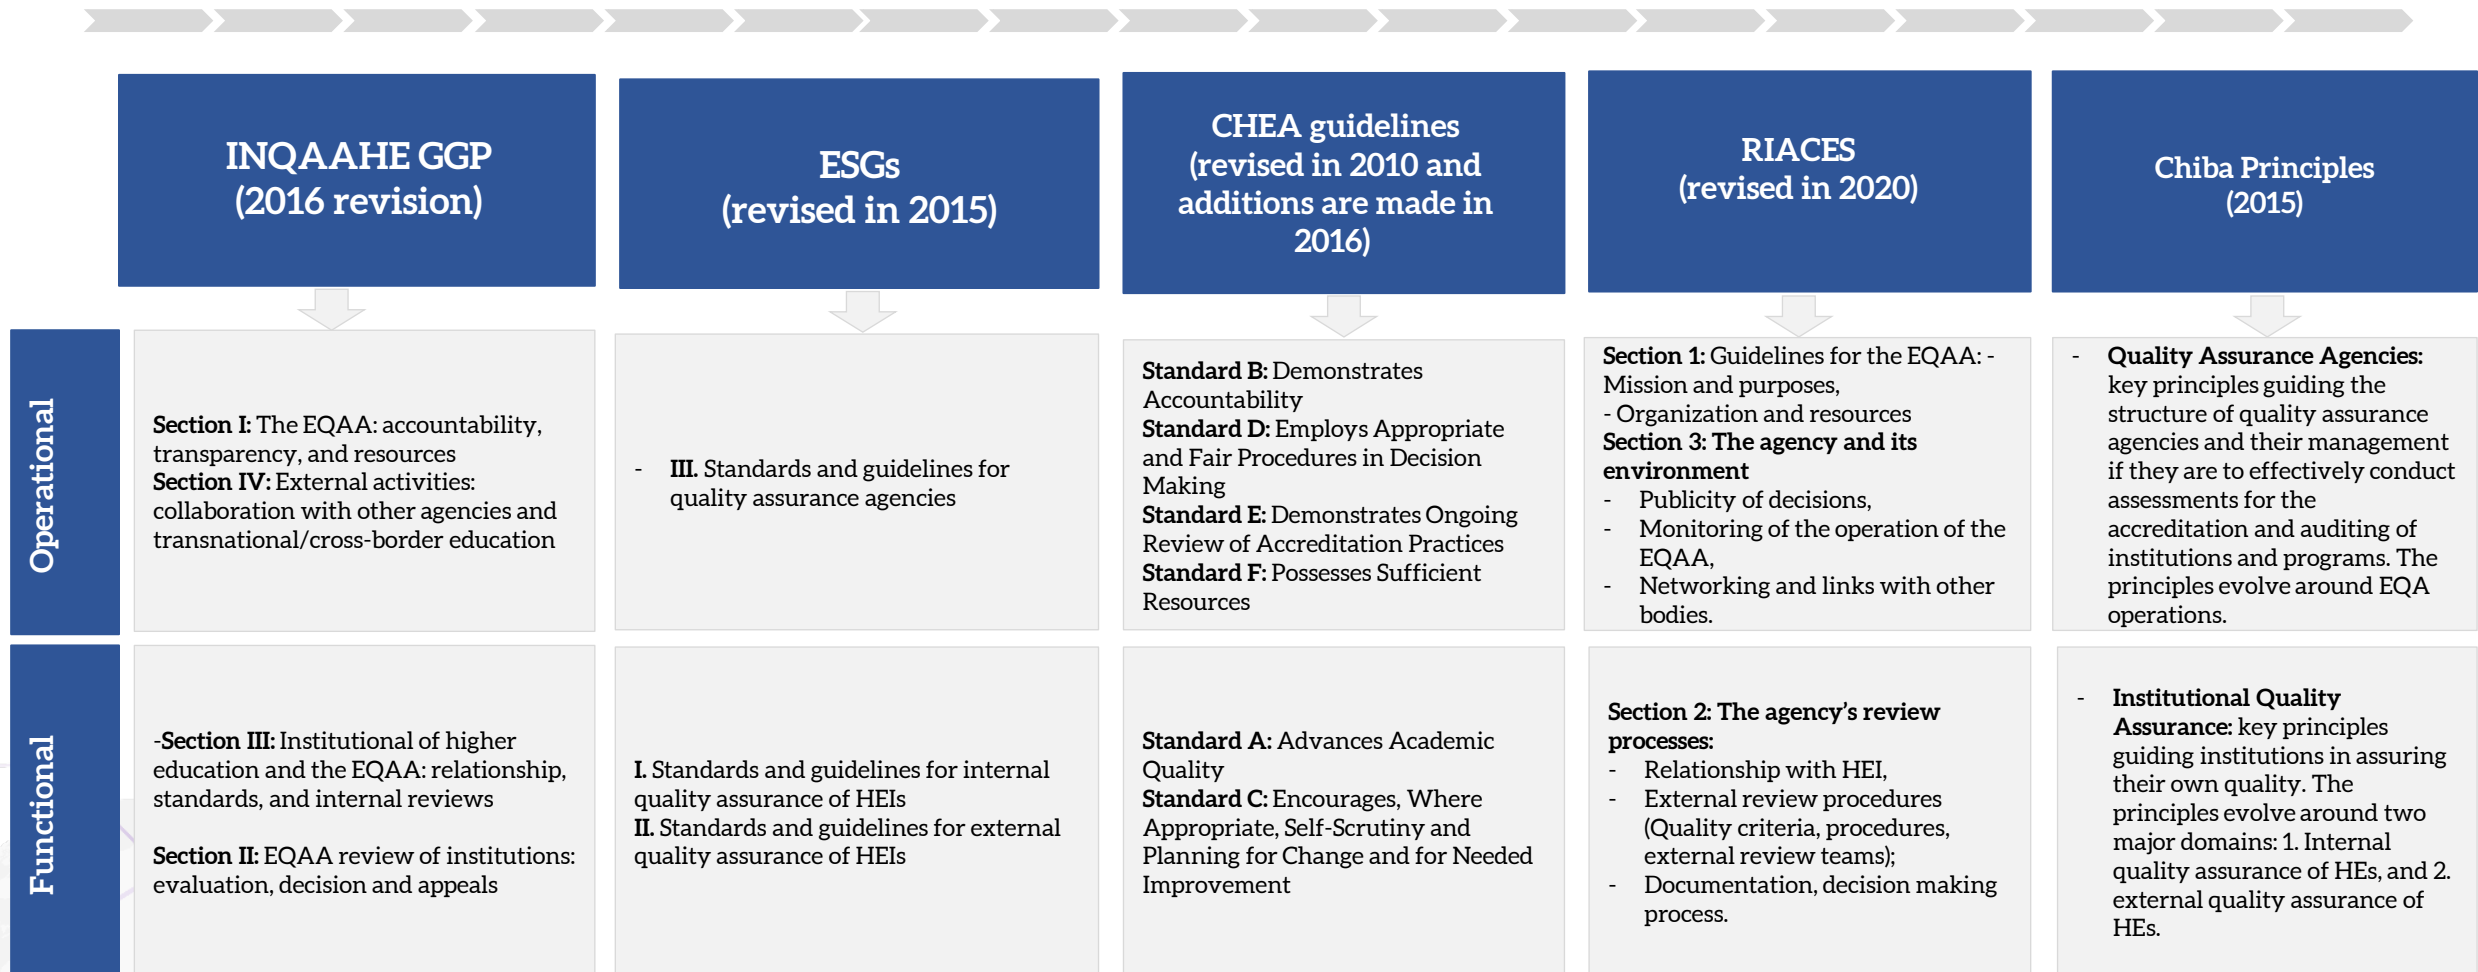 INQAAHE GGP
(2016 revision)
ESGs
(revised in 2015)
CHEA guidelines
(revised in 2010 and
additions are made in
2016)
RIACES
(revised in 2020)
Chiba Principles
(2015)
Operational
Section I: The EQAA: accountability,
transparency, and resources
Section IV: External activities:
collaboration with other agencies and
transnational/cross-border education
- III. Standards and guidelines for
quality assurance agencies
Standard B: Demonstrates
Accountability
Standard D: Employs Appropriate
and Fair Procedures in Decision
Making
Standard E: Demonstrates Ongoing
Review of Accreditation Practices
Standard F: Possesses Sufficient
Resources
Section 1: Guidelines for the EQAA: -
Mission and purposes,
- Organization and resources
Section 3: The agency and its
environment
- Publicity of decisions,
- Monitoring of the operation of the
EQAA,
- Networking and links with other
bodies.
- Quality Assurance Agencies:
key principles guiding the
structure of quality assurance
agencies and their management
if they are to effectively conduct
assessments for the
accreditation and auditing of
institutions and programs. The
principles evolve around EQA
operations.
Functional
-Section III: Institutional of higher
education and the EQAA: relationship,
standards, and internal reviews
Section II: EQAA review of institutions:
evaluation, decision and appeals
I. Standards and guidelines for internal
quality assurance of HEIs
II. Standards and guidelines for external
quality assurance of HEIs
Standard A: Advances Academic
Quality
Standard C: Encourages, Where
Appropriate, Self-Scrutiny and
Planning for Change and for Needed
Improvement
Section 2: The agency's review
processes:
- Relationship with HEI,
- External review procedures
(Quality criteria, procedures,
external review teams);
- Documentation, decision making
process.
- Institutional Quality
Assurance: key principles
guiding institutions in assuring
their own quality. The
principles evolve around two
major domains: 1. Internal
quality assurance of HEs, and 2.
external quality assurance of
HEs.